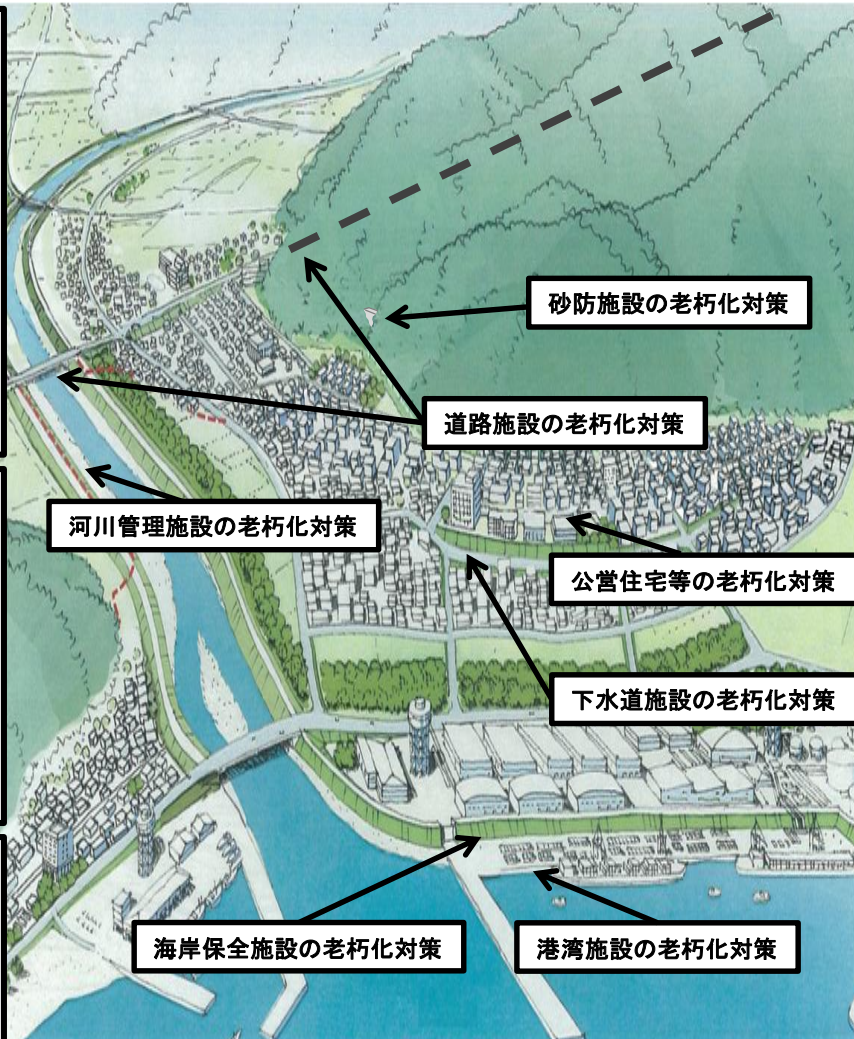 砂防施設の老朽化対策
道路施設の老朽化対策
河川管理施設の老朽化対策
公営住宅等の老朽化対策
下水道施設の老朽化対策
海岸保全施設の老朽化対策
港湾施設の老朽化対策